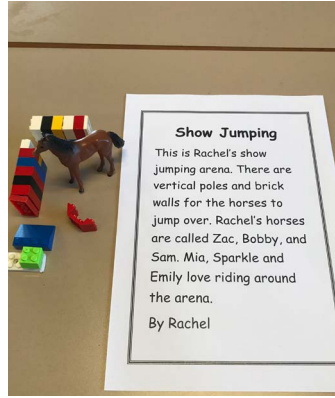 Show Jumping
This is Rachel's show
jumping arena. There are
vertical poles and brick
walls for the horses to
jump over. Rachel's horses
are called Zac, Bobby, and
Sam. Mia, Sparkle and
Emily love riding around
the arena.
By Rachel